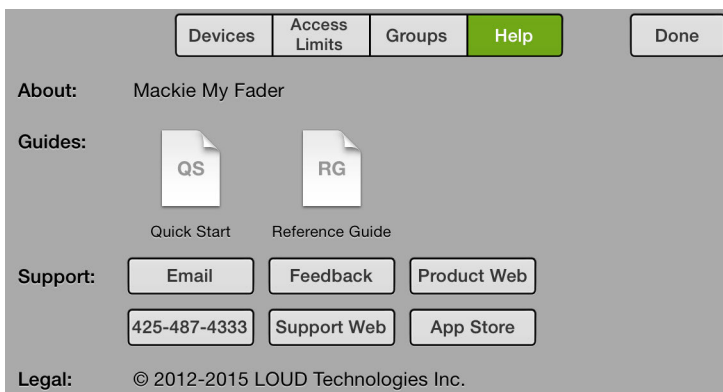 Devices
Access
Limits
Groups
Help
Done
About:
Mackie My Fader
Guides:
QS
RG
Quick Start
Reference Guide
Support:
Email
Feedback
Product Web
425-487-4333
Support Web
App Store
Legal:
© 2012-2015 LOUD Technologies Inc.